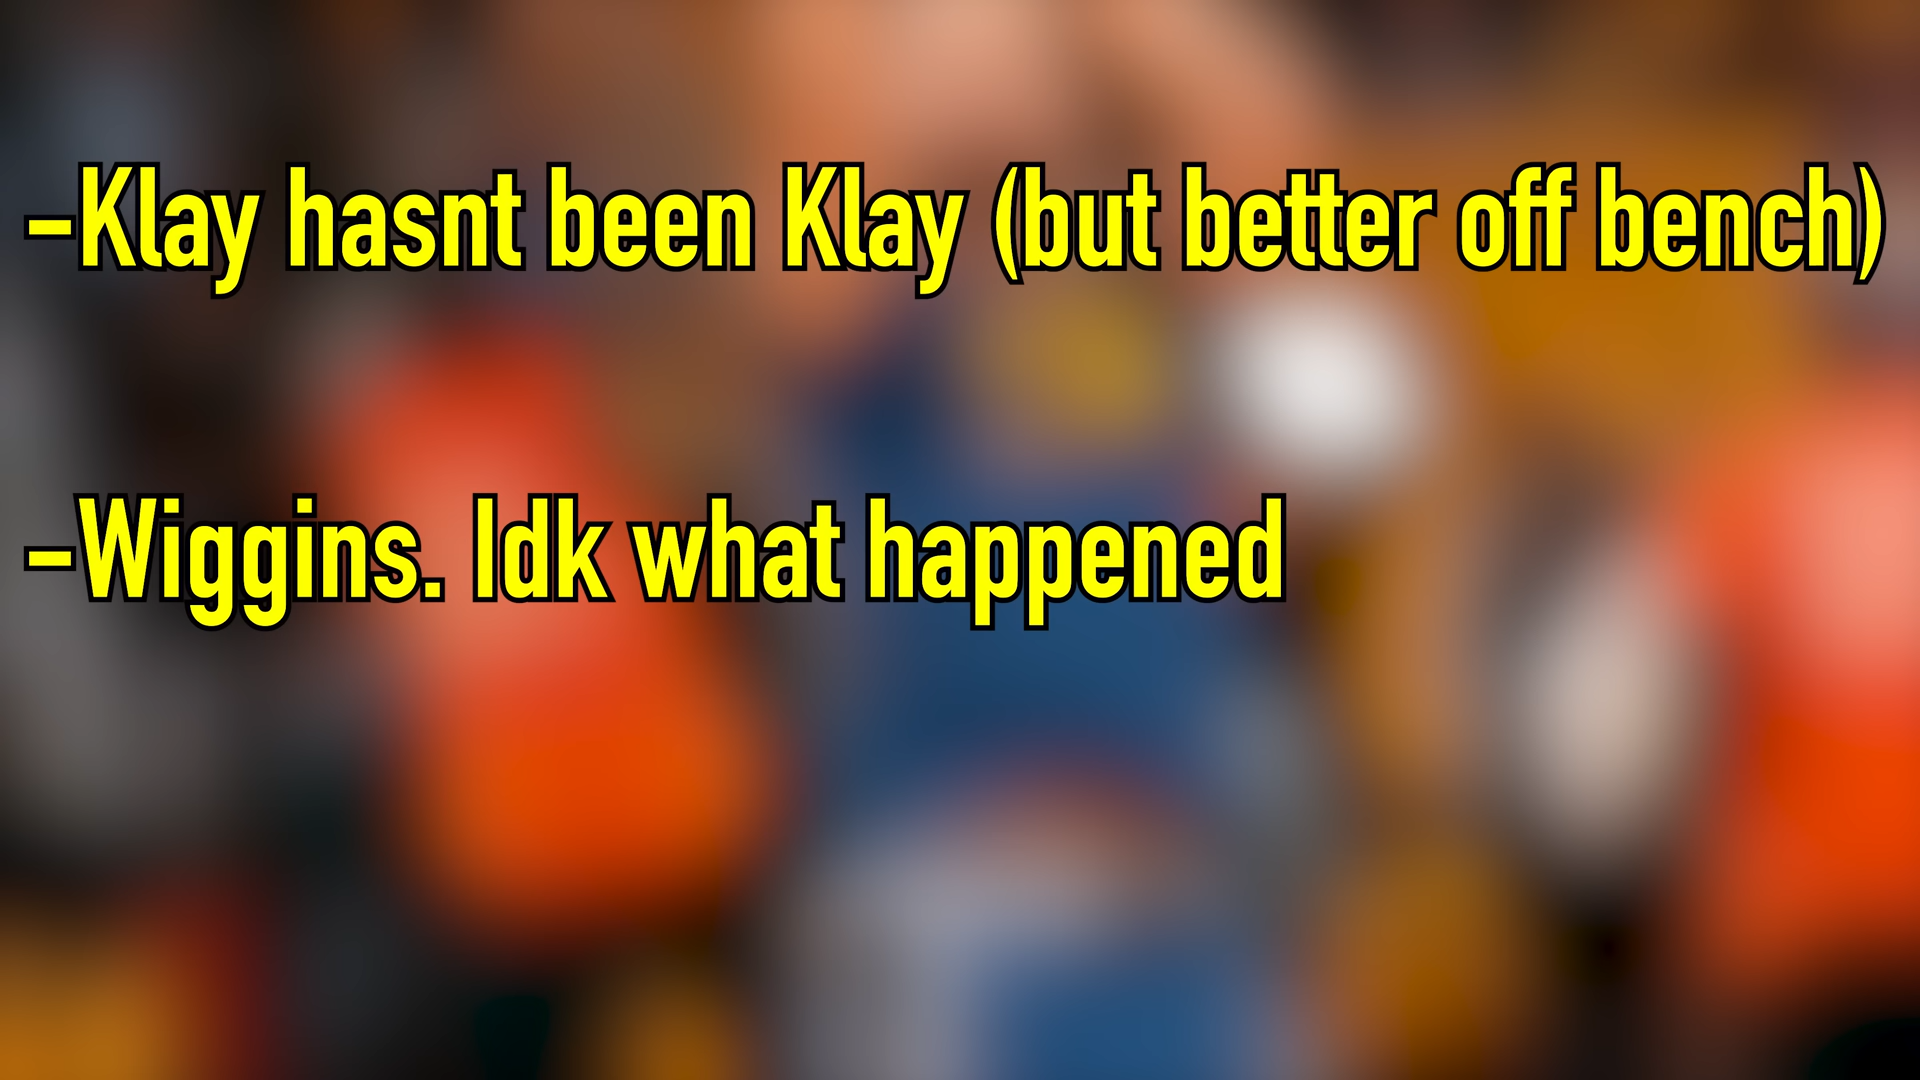 -Klay hasnt been Klay (but better off bench)
-Wiggins. Idk what happened